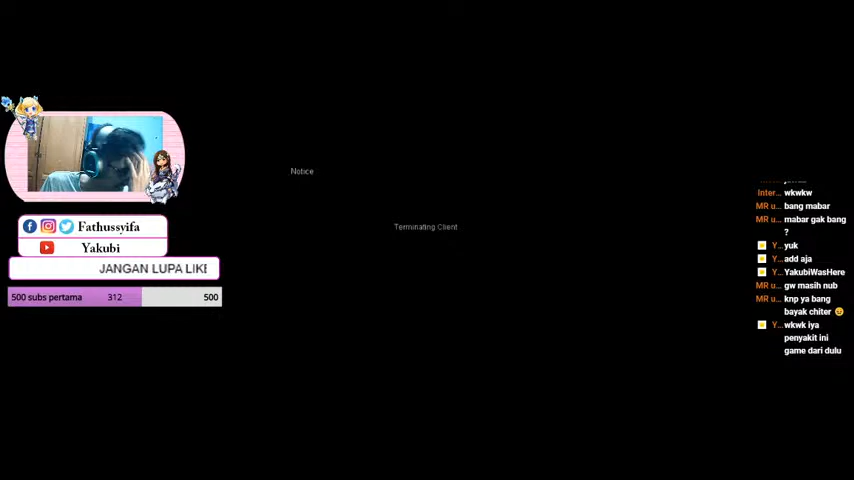 Notice
Terminating Client
Fathussyifa
Yakubi
JANGAN LUPA LIKE
500 subs pertama 312 500
Inter... wkwkw
MR u... bang mabar
MR u... mabar gak bang
?
Y... yuk
Y... add aja
Y... YakubiWasHere
MR u... gw masih nub
MR u... knp ya bang
bayak chiter
Y... wkwk iya
penyakit ini
game dari dulu